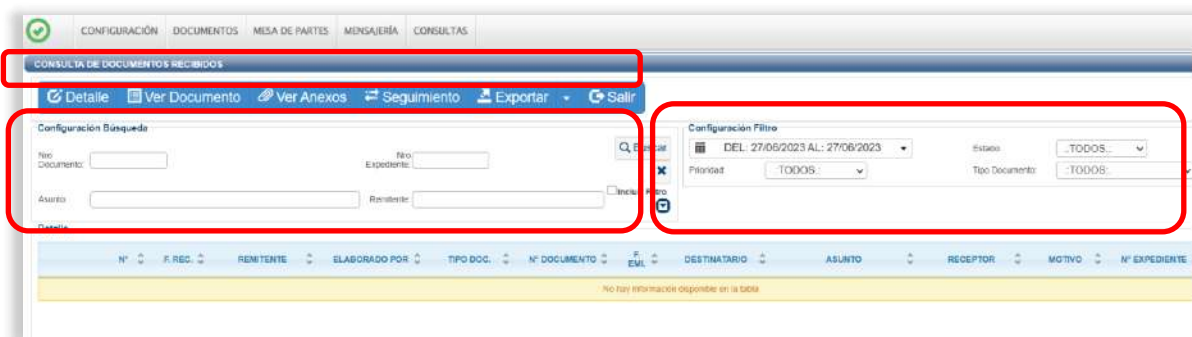 CONFIGURACIÓN DOCUMENTOS MESA DE PARTES MENSAJERÍA CONSULTAS
CONSULTA DE DOCUMENTOS RECIBIDOS
Detalle Ver Documento Ver Anexos Seguimiento Exportar Salir
Configuración Búsqueda
Nro Documento:
Nro Expediente:
Buscar
Asunto:
Remitente:
Incluir Filtro
Configuración Filtro
DEL: 27/06/2023 AL: 27/06/2023
Estado
.:TODOS:.
Prioridad:
.:TODOS:.
Tipo Documento:
.:TODOS:.
Detalle
N° F. REC. REMITENTE ELABORADO POR TIPO DOC. N° DOCUMENTO F. EMI. DESTINATARIO ASUNTO RECEPTOR MOTIVO N° EXPEDIENTE
No hay información disponible en la tabla